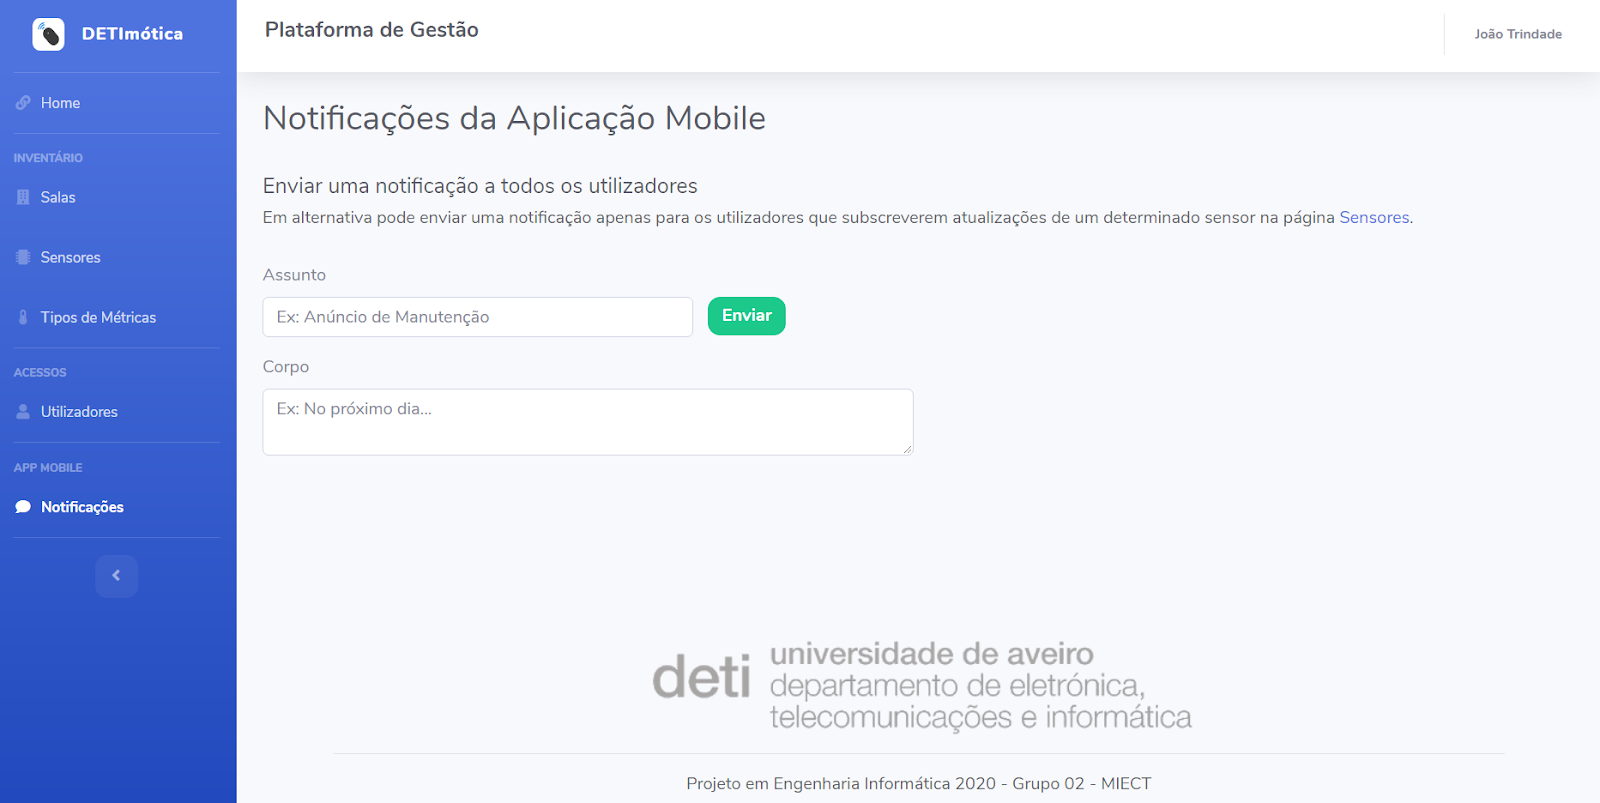 DETImótica
Home
INVENTÁRIO
Salas
Sensores
Tipos de Métricas
ACESSOS
Utilizadores
APP MOBILE
Notificações
Plataforma de Gestão
João Trindade
Notificações da Aplicação Mobile
Enviar uma notificação a todos os utilizadores
Em alternativa pode enviar uma notificação apenas para os utilizadores que subscreverem atualizações de um determinado sensor na página Sensores.
Assunto
Ex: Anúncio de Manutenção
Enviar
Corpo
Ex: No próximo dia...
deti
universidade de aveiro
departamento de eletrónica,
telecomunicações e informática
Projeto em Engenharia Informática 2020 - Grupo 02 - MIECT